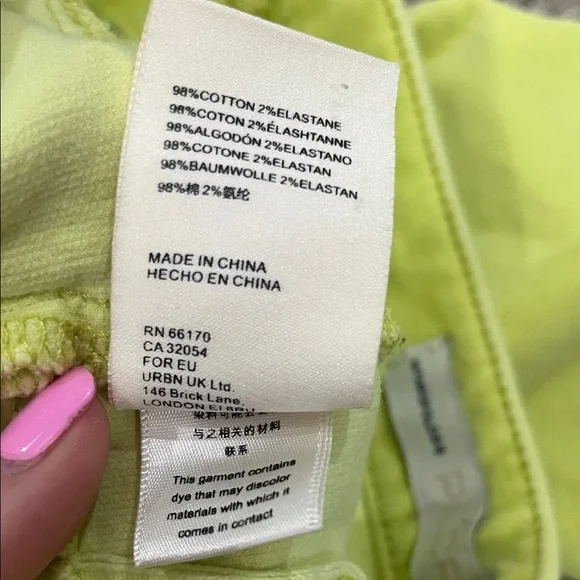 98%COTTON 2%ELASTANE
98%COTON 2%ÉLASHTANNE
98%ALGODÓN 2%ELASTANO
98%COTONE 2%ELASTAN
98%BAUMWOLLE 2%ELASTAN
98%棉 2%氨纶
MADE IN CHINA
HECHO EN CHINA
RN 66170
CA 32054
FOR EU
URBN UK Ltd.
146 Brick Lane,
LONDON
与之相关的材料
联系
This garment contains
dye that may discolor
materials with which it
comes in contact